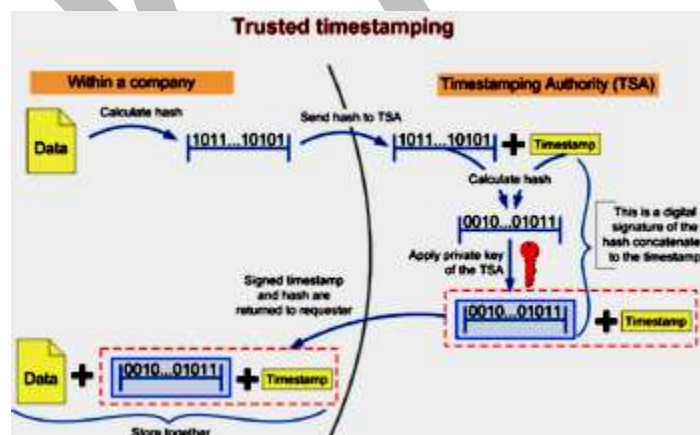 Trusted timestamping
Within a company
Timestamping Authority (TSA)
Calculate hash
Send hash to TSA
Data
1011...10101
1011...10101
Timestamp
Calculate hash
0010...01011
This is a digital
signature of the
hash concatenated
to the timestamp
Apply private key
of the TSA
Signed timestamp
and hash are
returned to requester
0010...01011
Timestamp
Data
0010...01011
Timestamp
Store together